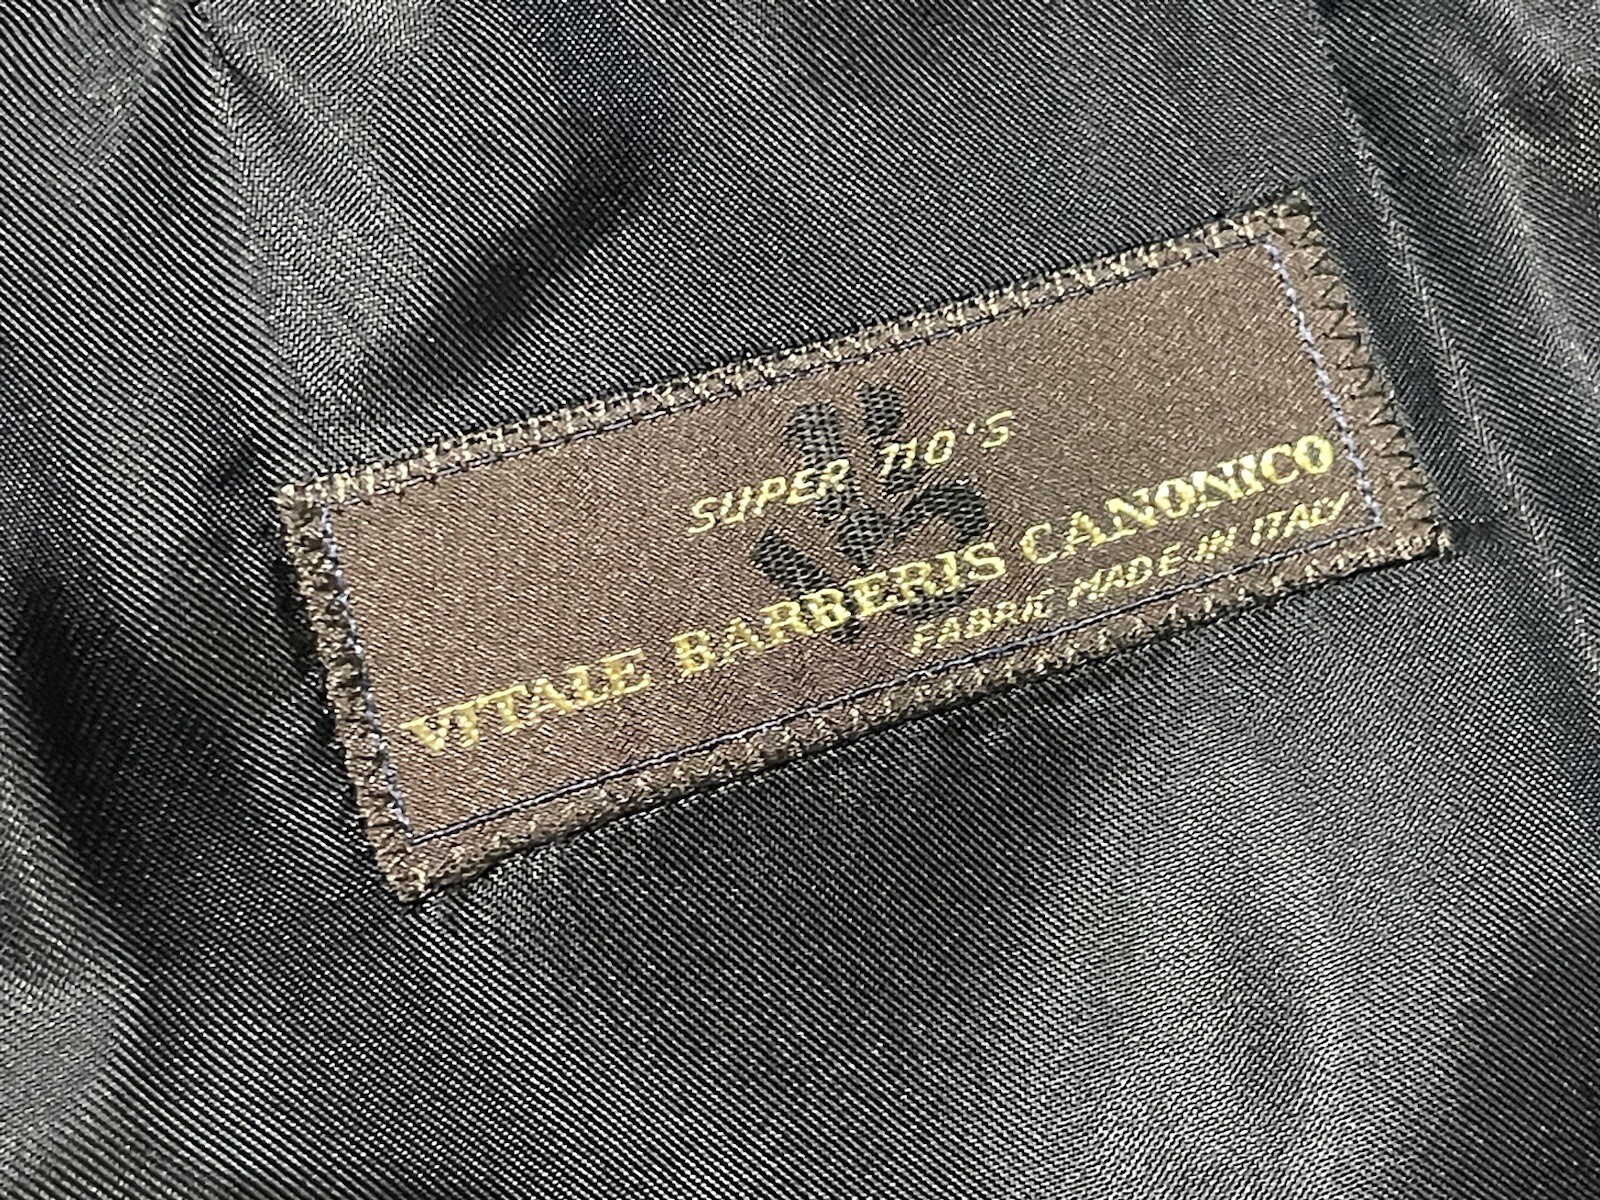 SUPER 110'S
VITALE BARBERIS CANONICO
FABRIC MADE IN ITALY